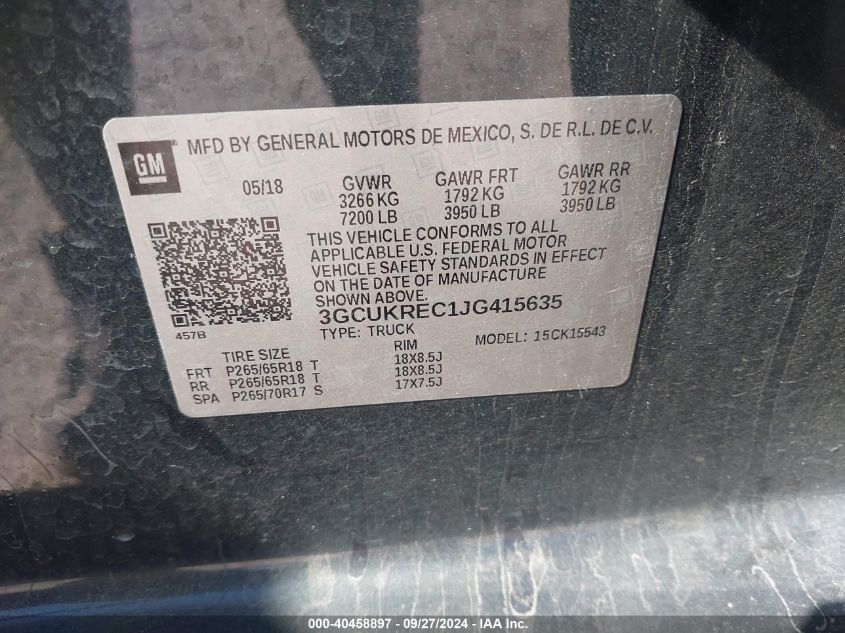 GM
MFD BY GENERAL MOTORS DE MEXICO, S. DE R.L. DE C.V.
05/18 GVWR GAWR FRT GAWR RR
3266 KG 1792 KG 1792 KG
7200 LB 3950 LB 3950 LB
THIS VEHICLE CONFORMS TO ALL
APPLICABLE U.S. FEDERAL MOTOR
VEHICLE SAFETY STANDARDS IN EFFECT
ON THE DATE OF MANUFACTURE
SHOWN ABOVE.
3GCUKREC1JG415635
457B
TYPE: TRUCK MODEL: 15CK15543
TIRE SIZE RIM
FRT P265/65R18 T 18X8.5J
RR P265/65R18 T 18X8.5J
SPA P265/70R17 S 17X7.5J
000-40458897 - 09/27/2024 - IAA Inc.